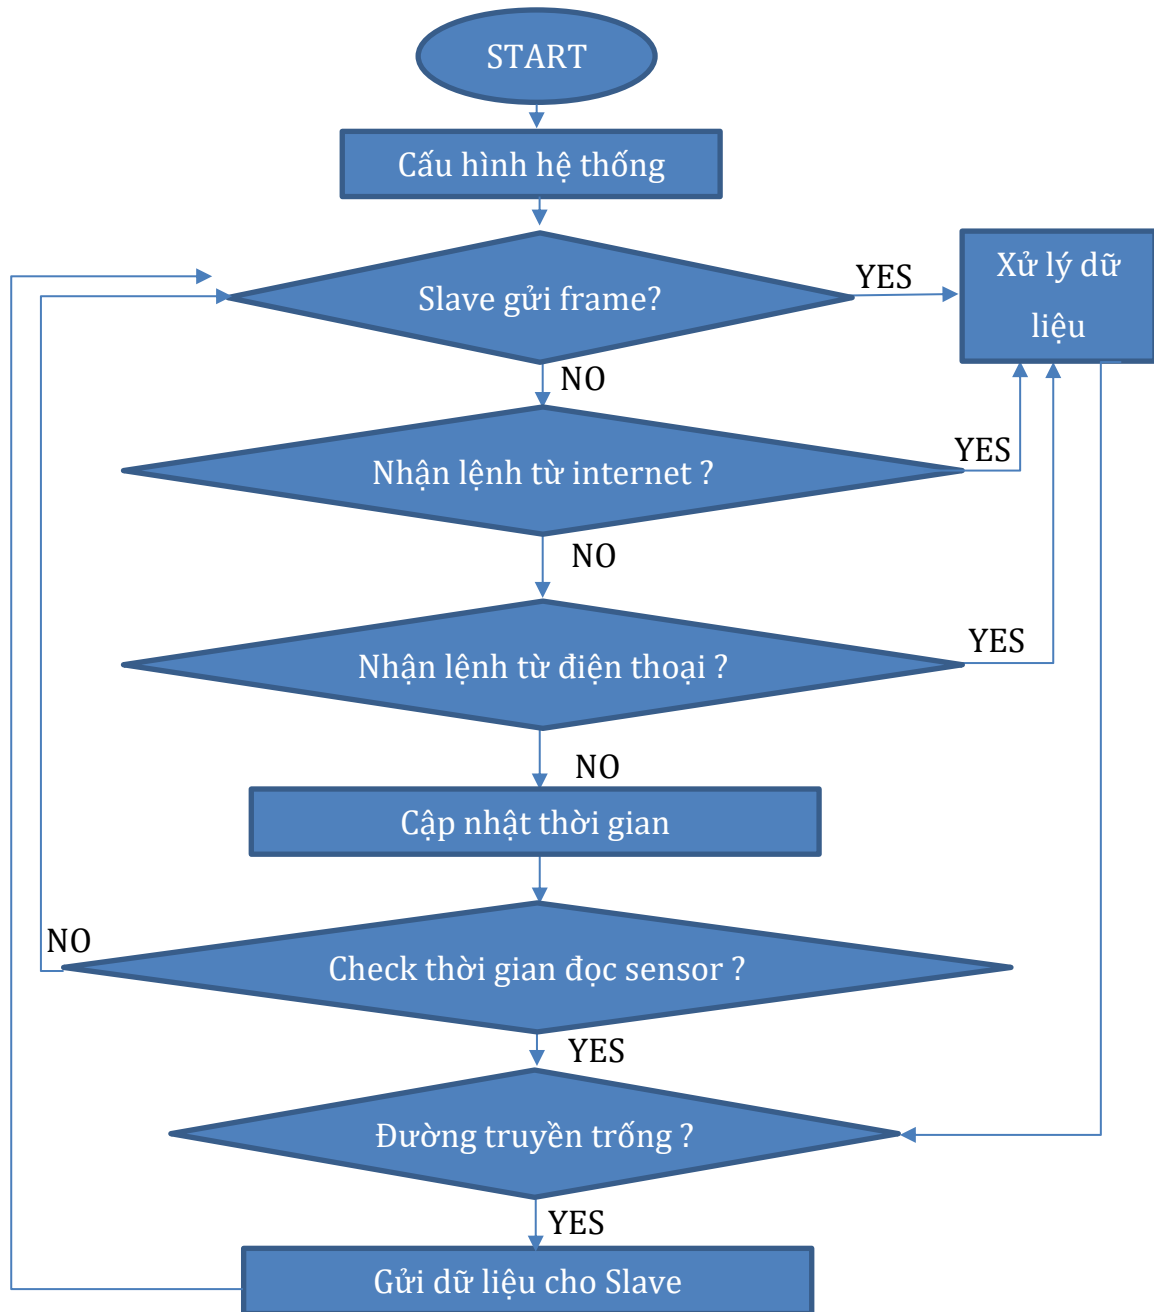 START
Cấu hình hệ thống
Slave gửi frame?
YES
Xử lý dữ
liệu
NO
Nhận lệnh từ internet ?
YES
NO
Nhận lệnh từ điện thoại ?
YES
NO
Cập nhật thời gian
NO
Check thời gian đọc sensor ?
YES
Đường truyền trống ?
YES
Gửi dữ liệu cho Slave